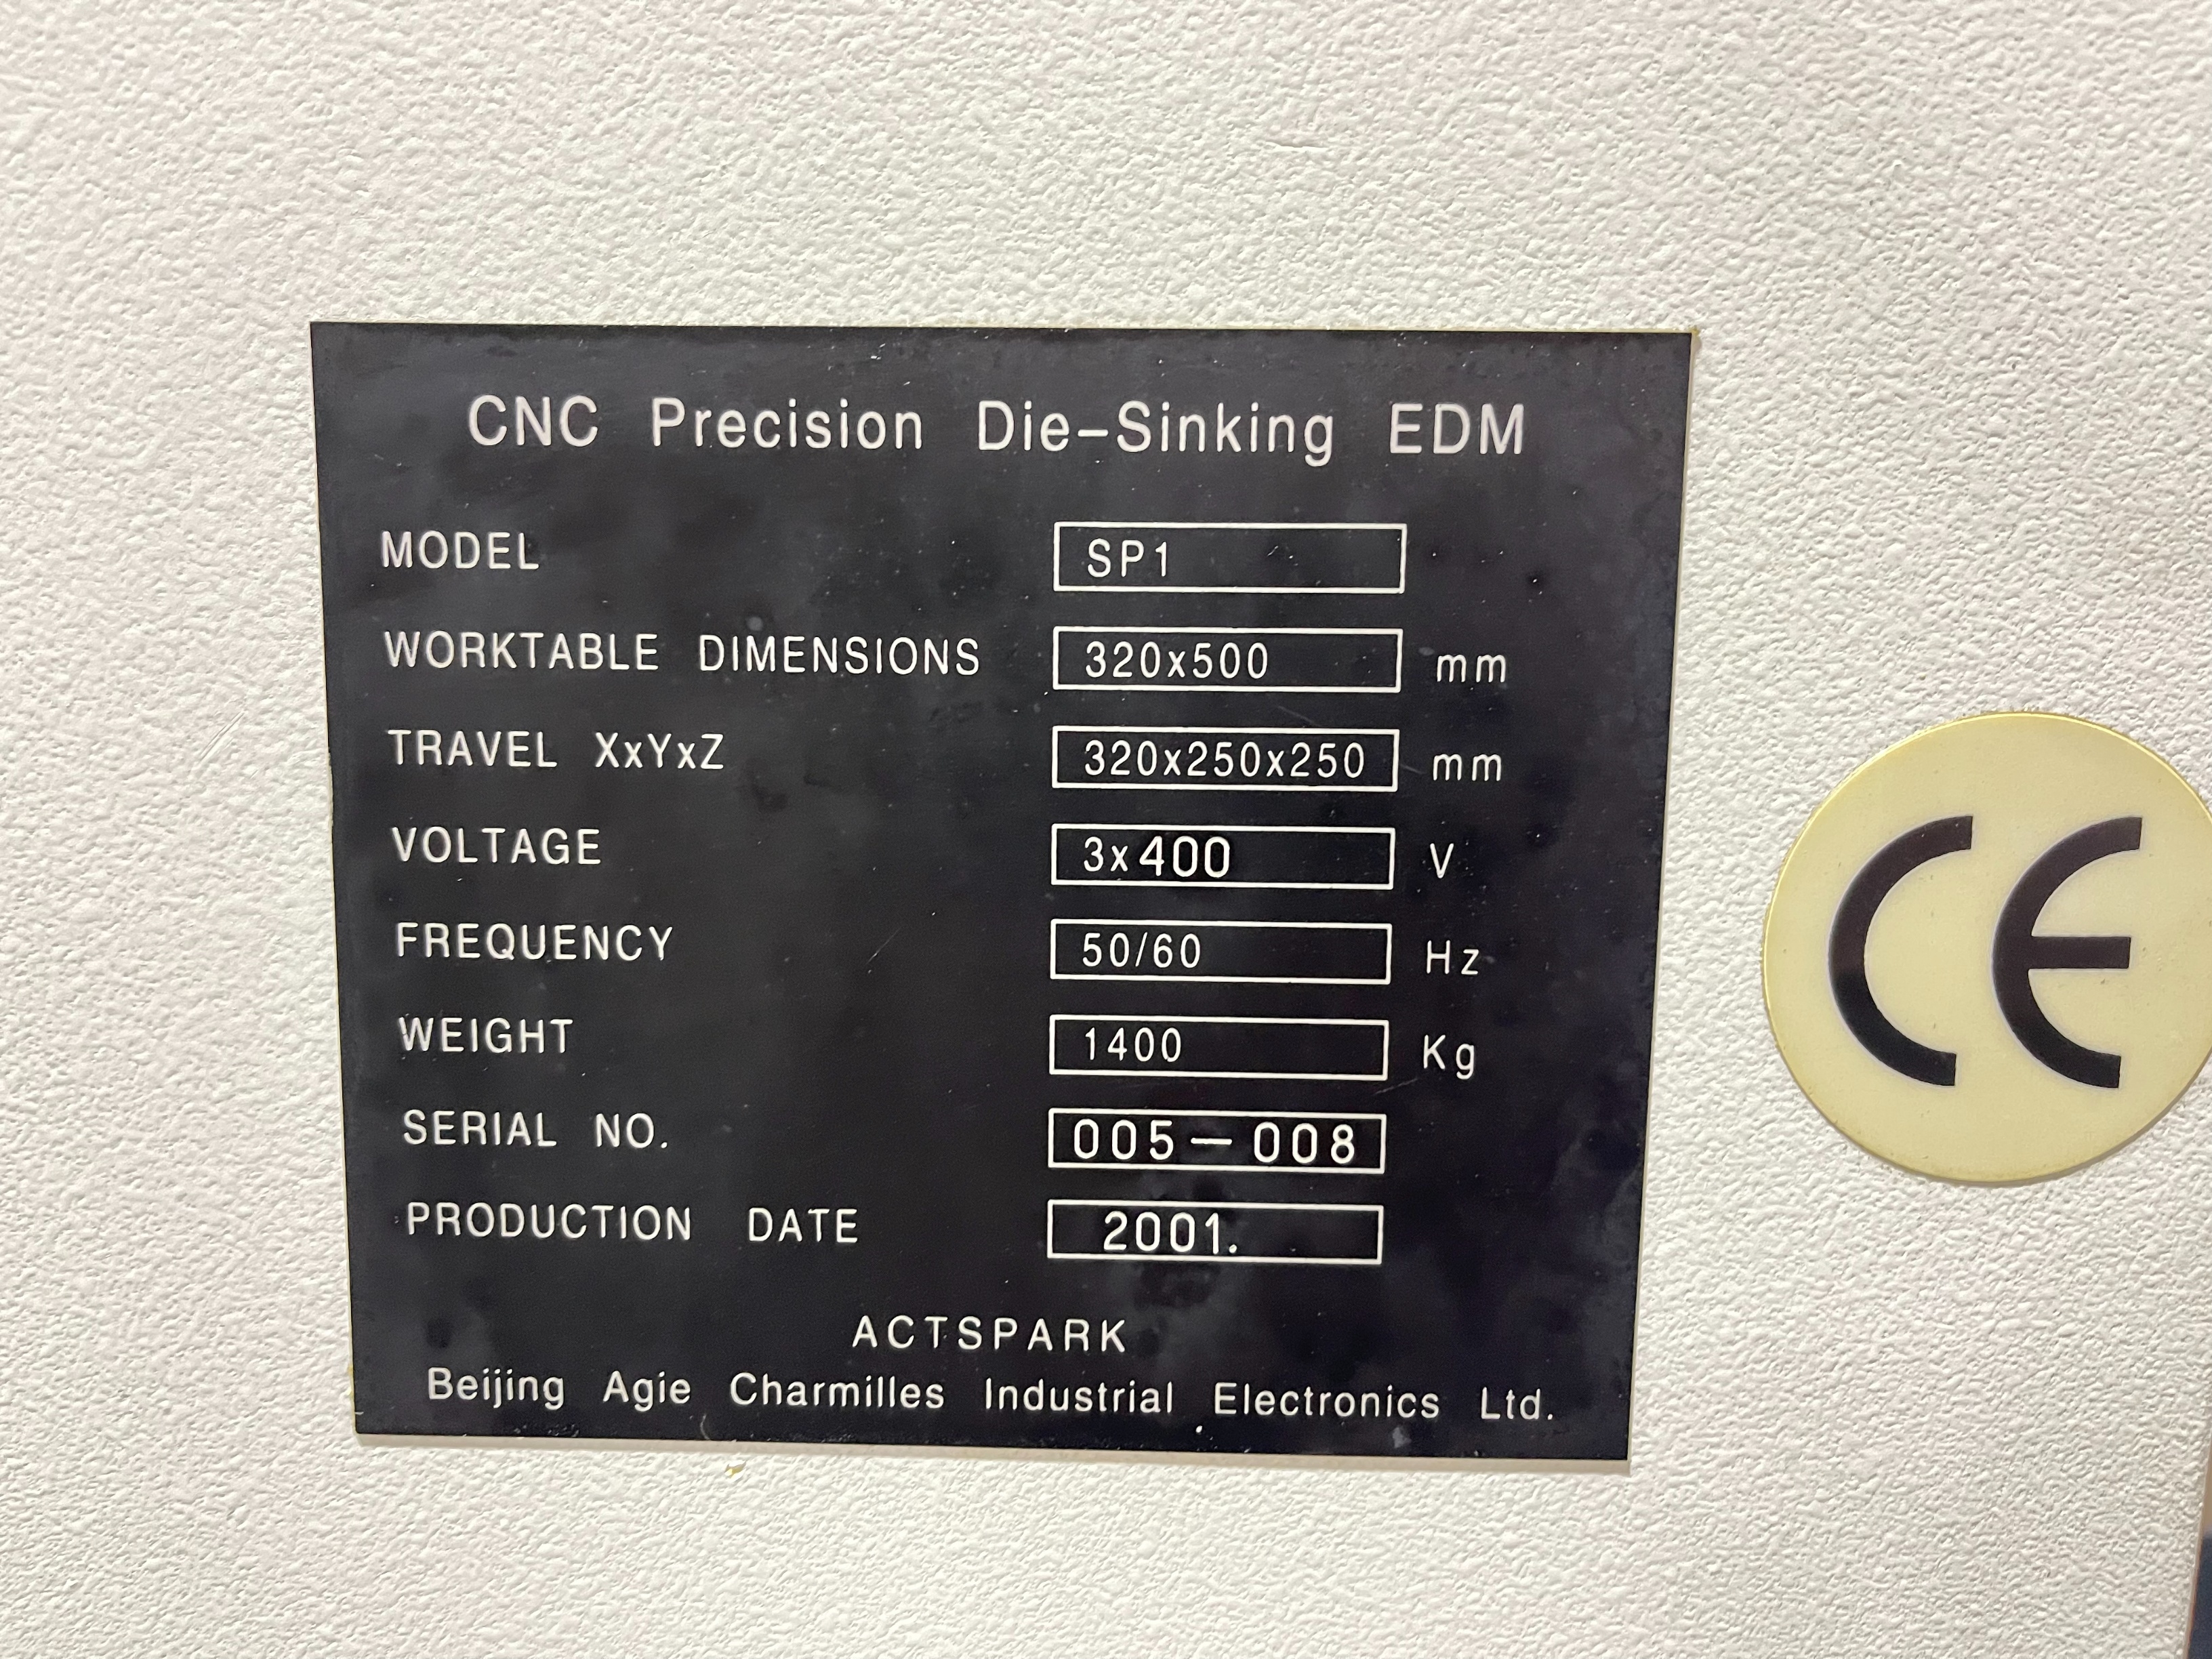 CNC Precision Die-Sinking EDM
MODEL SP1
WORKTABLE DIMENSIONS 320x500 mm
TRAVEL XxYxZ 320x250x250 mm
VOLTAGE 3x400 V
FREQUENCY 50/60 Hz
WEIGHT 1400 Kg
SERIAL NO. 005—008
PRODUCTION DATE 2001.
ACTSPARK
Beijing Agie Charmilles Industrial Electronics Ltd.
CE